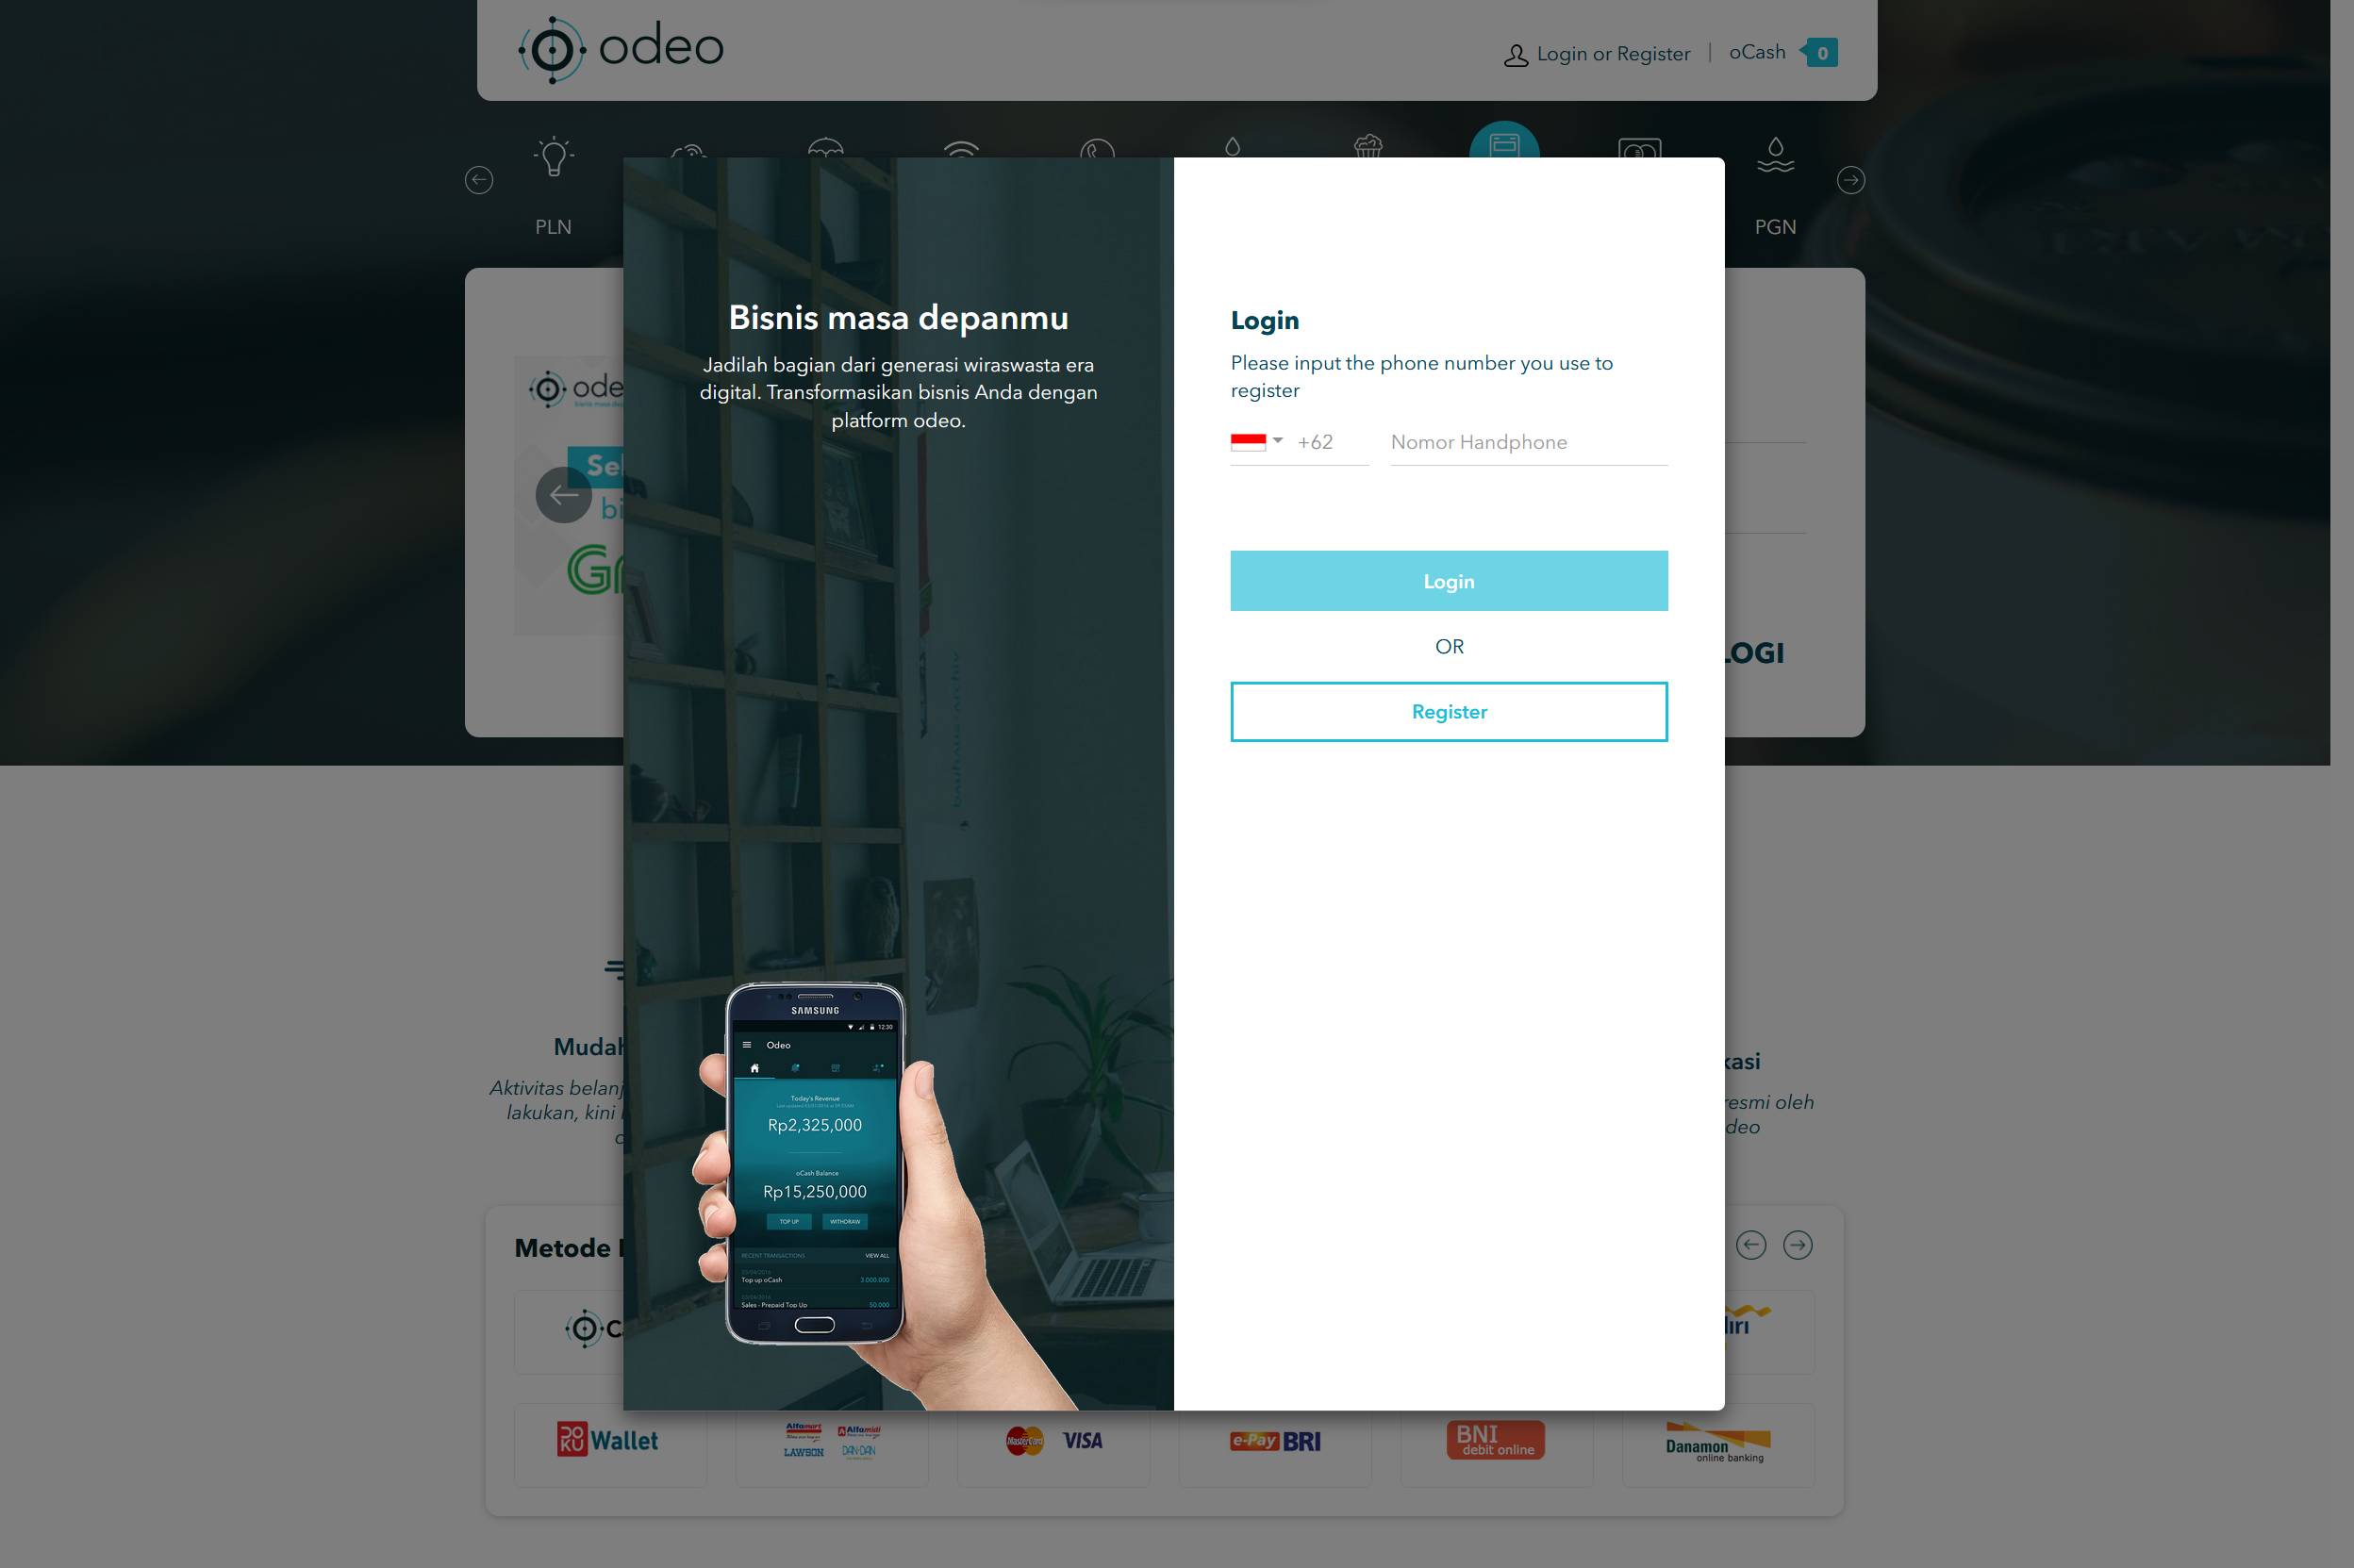 odeo
Login or Register
oCash
0
PLN
PGN
Bisnis masa depanmu
Jadilah bagian dari generasi wiraswasta era
digital. Transformasikan bisnis Anda dengan
platform odeo.
Login
Please input the phone number you use to
register
+62
Nomor Handphone
Login
OR
Register
LOGI
SAMSUNG
12:30
Odeo
Today's Revenue
Rp2,325,000
oCash Balance
Rp15,250,000
TOP UP
WITHDRAW
RECENT TRANSACTIONS
VIEW ALL
Top up oCash
3.000.000
Sales - Prepaid Top Up
50.000
Mudah
Aktivitas belanj
lakukan, kini
kasi
resmi oleh
deo
Metode
DOKU Wallet
Alfamart
Alfamidi
LAWSON
DAN+DAN
MasterCard
VISA
e-Pay BRI
BNI
debit online
Danamon
online banking